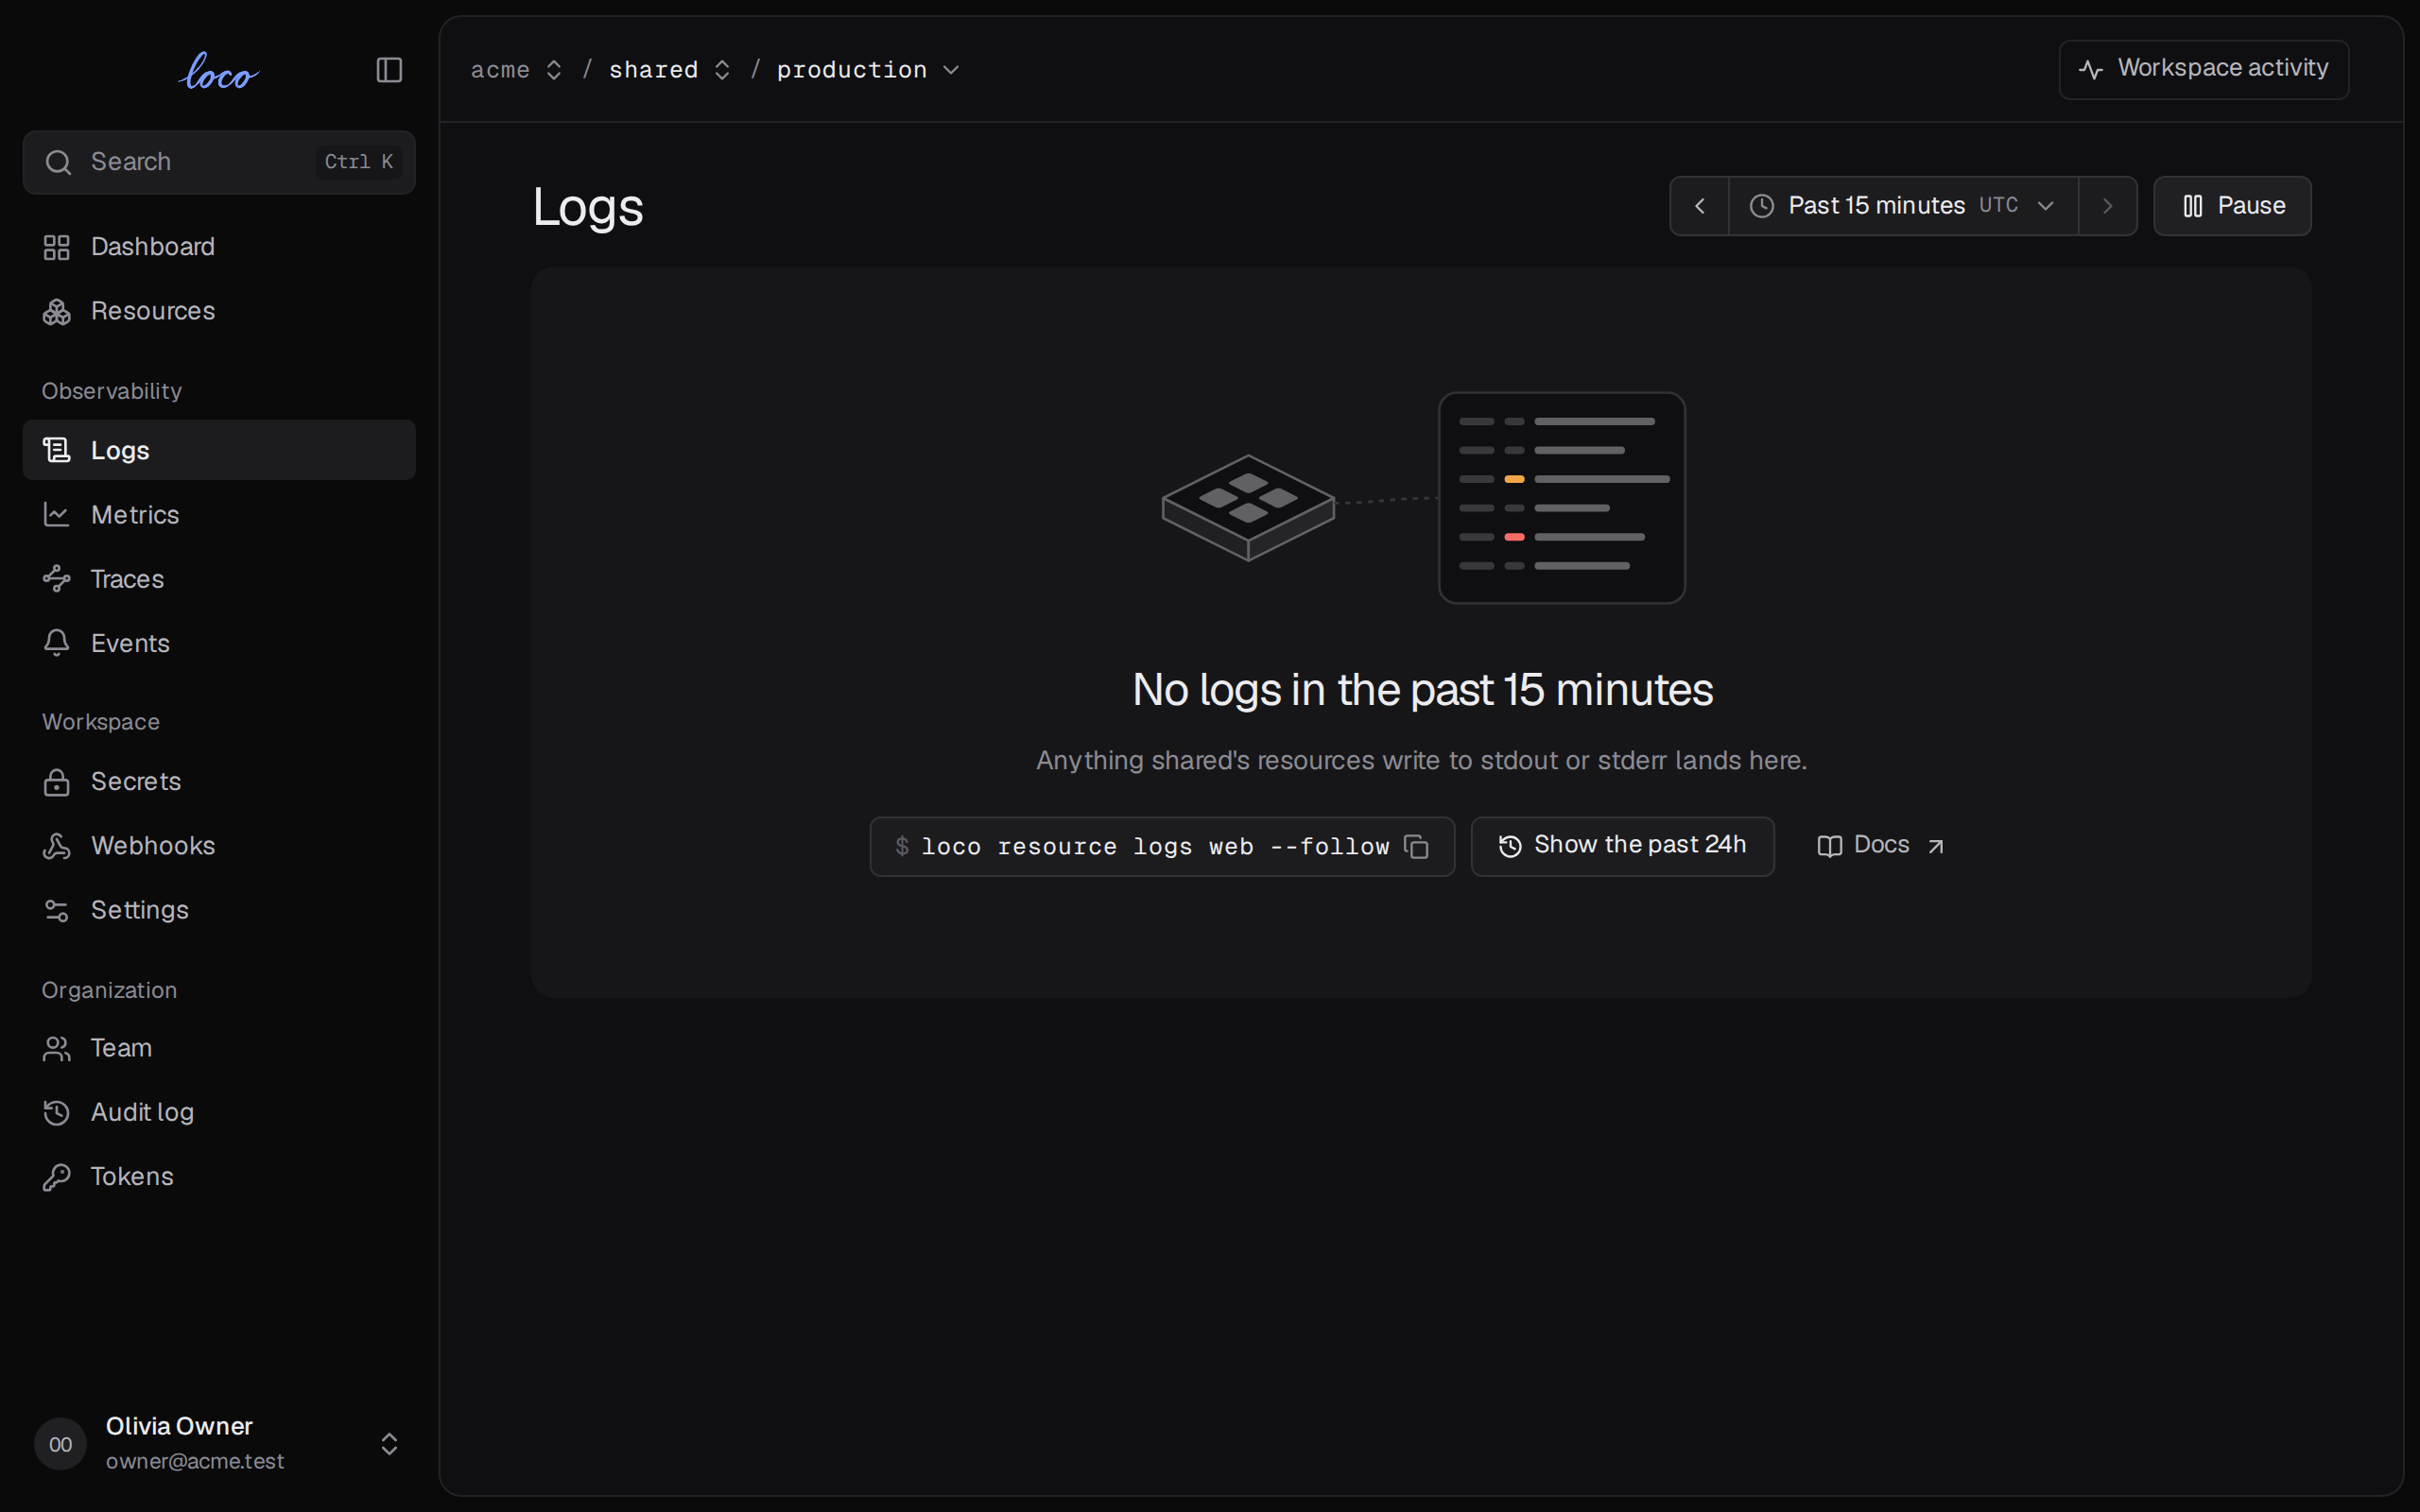 loco
Search Ctrl K
Dashboard
Resources
Observability
Logs
Metrics
Traces
Events
Workspace
Secrets
Webhooks
Settings
Organization
Team
Audit log
Tokens
OO Olivia Owner
owner@acme.test
acme / shared / production
Workspace activity
Logs
Past 15 minutes UTC
Pause
No logs in the past 15 minutes
Anything shared's resources write to stdout or stderr lands here.
$ loco resource logs web --follow
Show the past 24h
Docs